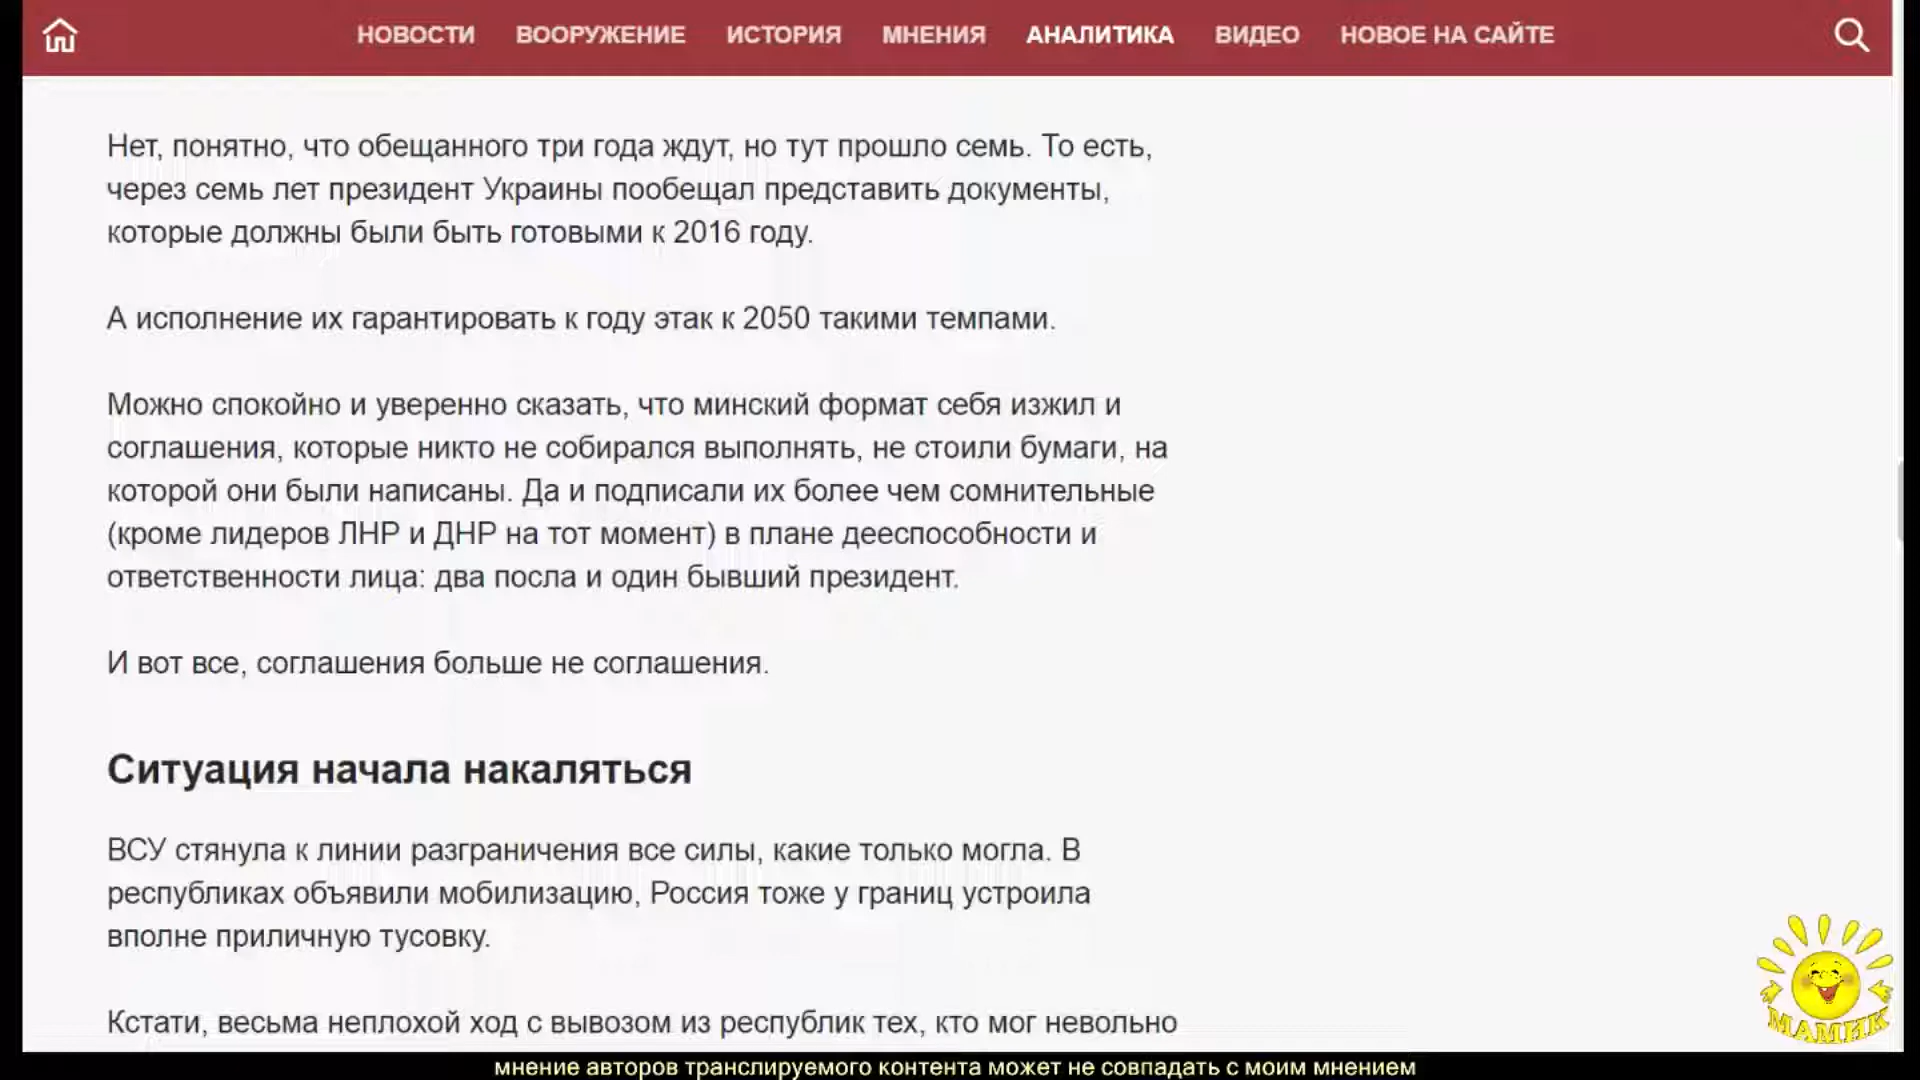 НОВОСТИ ВООРУЖЕНИЕ ИСТОРИЯ МНЕНИЯ АНАЛИТИКА ВИДЕО НОВОЕ НА САЙТЕ
Нет, понятно, что обещанного три года ждут, но тут прошло семь. То есть,
через семь лет президент Украины пообещал представить документы,
которые должны были быть готовыми к 2016 году.
А исполнение их гарантировать к году этак к 2050 такими темпами.
Можно спокойно и уверенно сказать, что минский формат себя изжил и
соглашения, которые никто не собирался выполнять, не стоили бумаги, на
которой они были написаны. Да и подписали их более чем сомнительные
(кроме лидеров ЛНР и ДНР на тот момент) в плане дееспособности и
ответственности лица: два посла и один бывший президент.
И вот все, соглашения больше не соглашения.
Ситуация начала накаляться
ВСУ стянула к линии разграничения все силы, какие только могла. В
республиках объявили мобилизацию, Россия тоже у границ устроила
вполне приличную тусовку.
Кстати, весьма неплохой ход с вывозом из республик тех, кто мог невольно
МАМИК
мнение авторов транслируемого контента может не совпадать с моим мнением